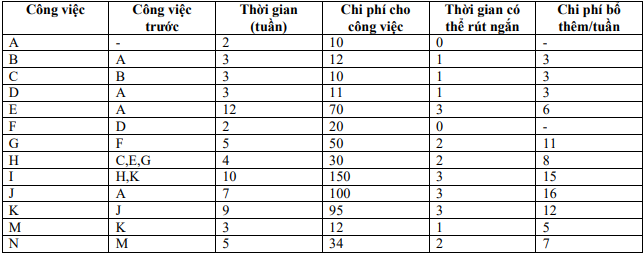 Công việc Công việc trước Thời gian (tuần) Chi phí cho công việc Thời gian có thể rút ngắn Chi phí bổ thêm/tuần
A - 2 10 0 -
B A 3 12 1 3
C B 3 10 1 3
D A 3 11 1 3
E A 12 70 3 6
F D 2 20 0 -
G F 5 50 2 11
H C,E,G 4 30 2 8
I H,K 10 150 3 15
J A 7 100 3 16
K J 9 95 3 12
M K 3 12 1 5
N M 5 34 2 7